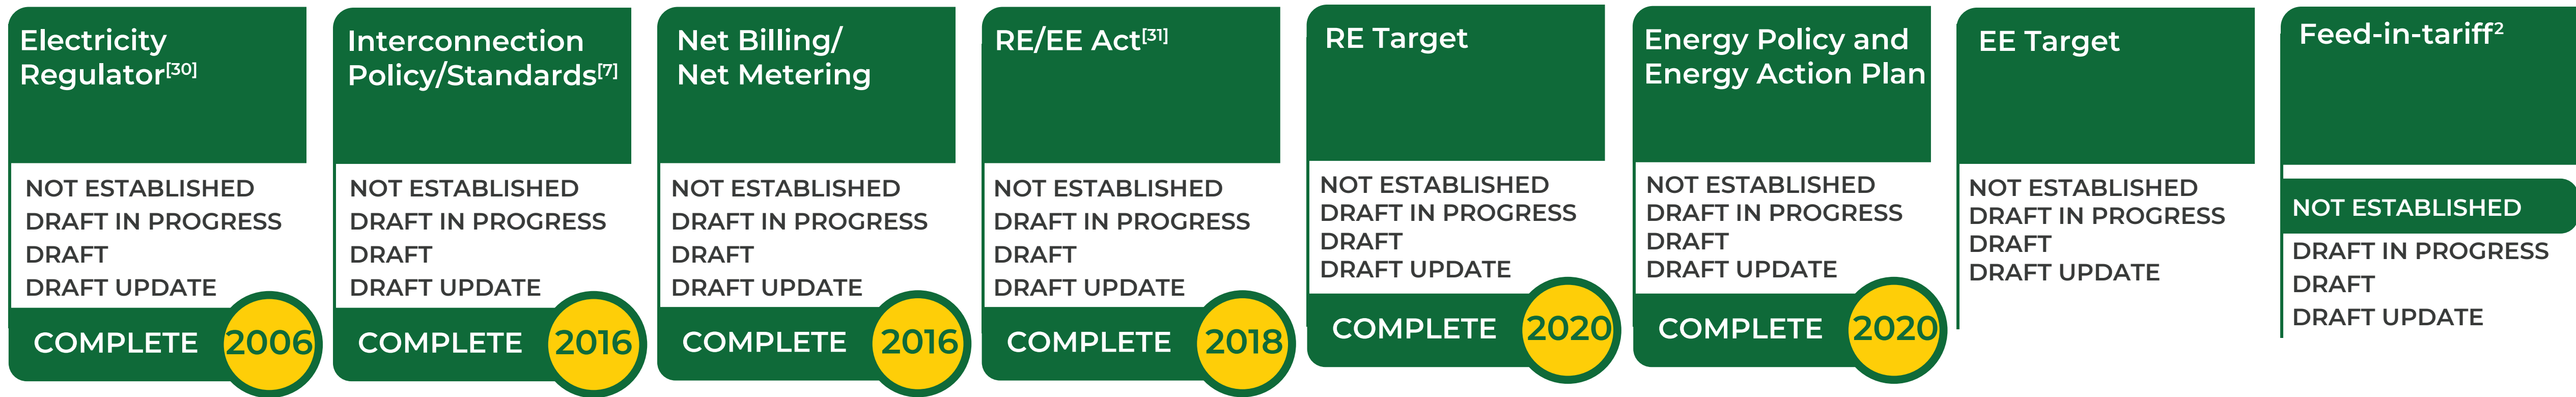 Electricity
Regulator[30]
NOT ESTABLISHED
DRAFT IN PROGRESS
DRAFT
DRAFT UPDATE
COMPLETE 2006
Interconnection
Policy/Standards[7]
NOT ESTABLISHED
DRAFT IN PROGRESS
DRAFT
DRAFT UPDATE
COMPLETE 2016
Net Billing/
Net Metering
NOT ESTABLISHED
DRAFT IN PROGRESS
DRAFT
DRAFT UPDATE
COMPLETE 2016
RE/EE Act[31]
NOT ESTABLISHED
DRAFT IN PROGRESS
DRAFT
DRAFT UPDATE
COMPLETE 2018
RE Target
NOT ESTABLISHED
DRAFT IN PROGRESS
DRAFT
DRAFT UPDATE
COMPLETE 2020
Energy Policy and
Energy Action Plan
NOT ESTABLISHED
DRAFT IN PROGRESS
DRAFT
DRAFT UPDATE
COMPLETE 2020
EE Target
NOT ESTABLISHED
DRAFT IN PROGRESS
DRAFT
DRAFT UPDATE
Feed-in-tariff2
NOT ESTABLISHED
DRAFT IN PROGRESS
DRAFT
DRAFT UPDATE